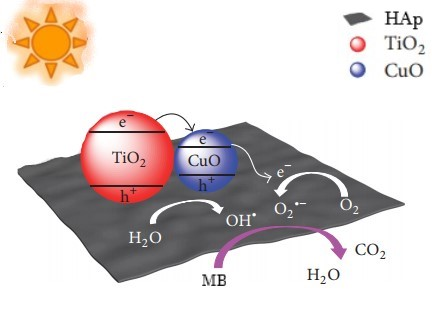 HAp
TiO₂
CuO
e⁻
e⁻
TiO₂
CuO
h⁺
h⁺
e⁻
O₂•⁻
O₂
OH•
H₂O
CO₂
MB
H₂O